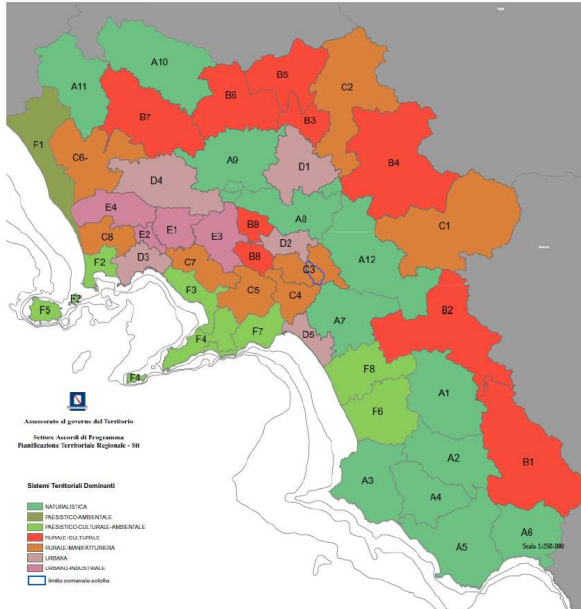 A10
B5
C2
A11
B6
B7
B3
F1
C6-
B4
A9
D1
D4
E4
A8
B8
C1
E1
C8
E2
E3
D2
A12
F2
D3
C7
B8
C3
F3
C5
C4
F2
F5
B2
A7
F7
D5
F4
F8
F4
A1
F6
A2
B1
A3
A4
A6
A5
Assessorato al governo del Territorio
Settore Accordi di Programma
Pianificazione Territoriale Regionale - Sit
Sistemi Territoriali Dominanti
NATURALISTICA
PAESISTICO-AMBIENTALE
PAESISTICO-CULTURALE-AMBIENTALE
RURALE-CULTURALE
RURALE-MANIFATTURIERA
URBANA
URBANO-INDUSTRIALE
limite comunale solofra
Scala 1:250.000